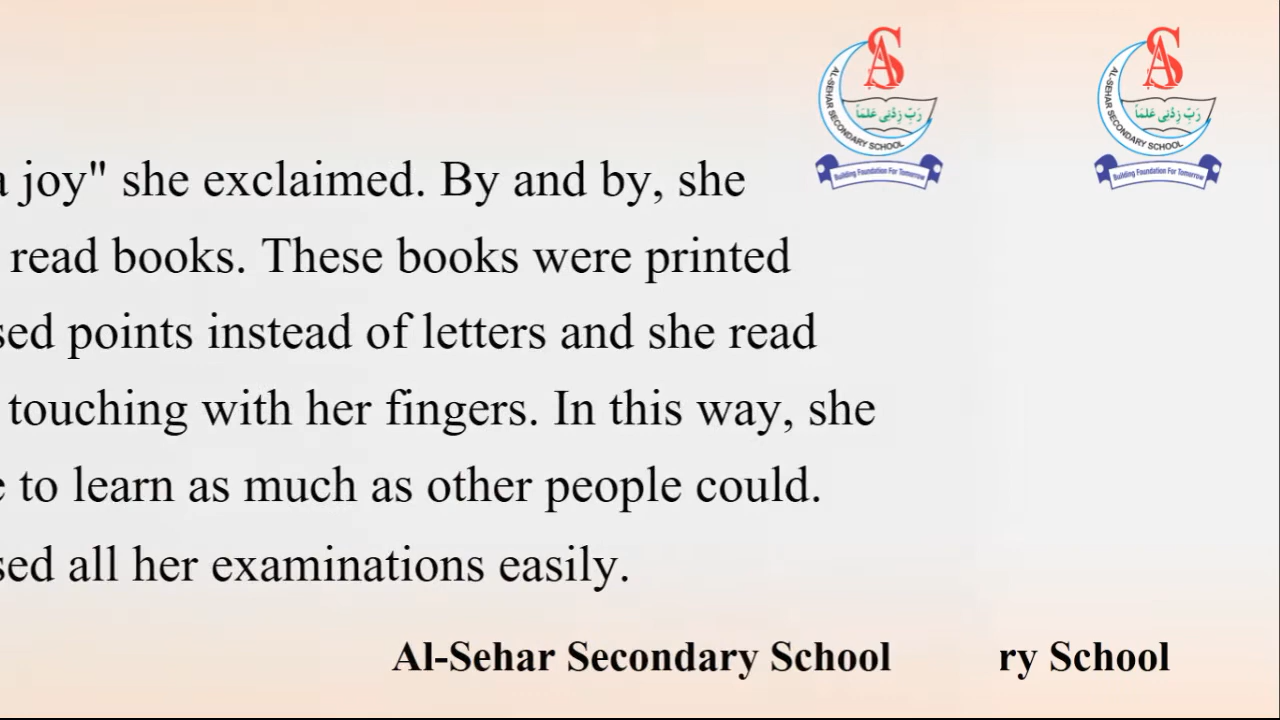 AL-SEHAR SECONDARY SCHOOL
رَبِّ زِدْنِی عِلْمَاً
Building Foundation For Tomorrow
AL-SEHAR SECONDARY SCHOOL
رَبِّ زِدْنِی عِلْمَاً
Building Foundation For Tomorrow
a joy" she exclaimed. By and by, she
read books. These books were printed
sed points instead of letters and she read
touching with her fingers. In this way, she
e to learn as much as other people could.
sed all her examinations easily.
Al-Sehar Secondary School ry School